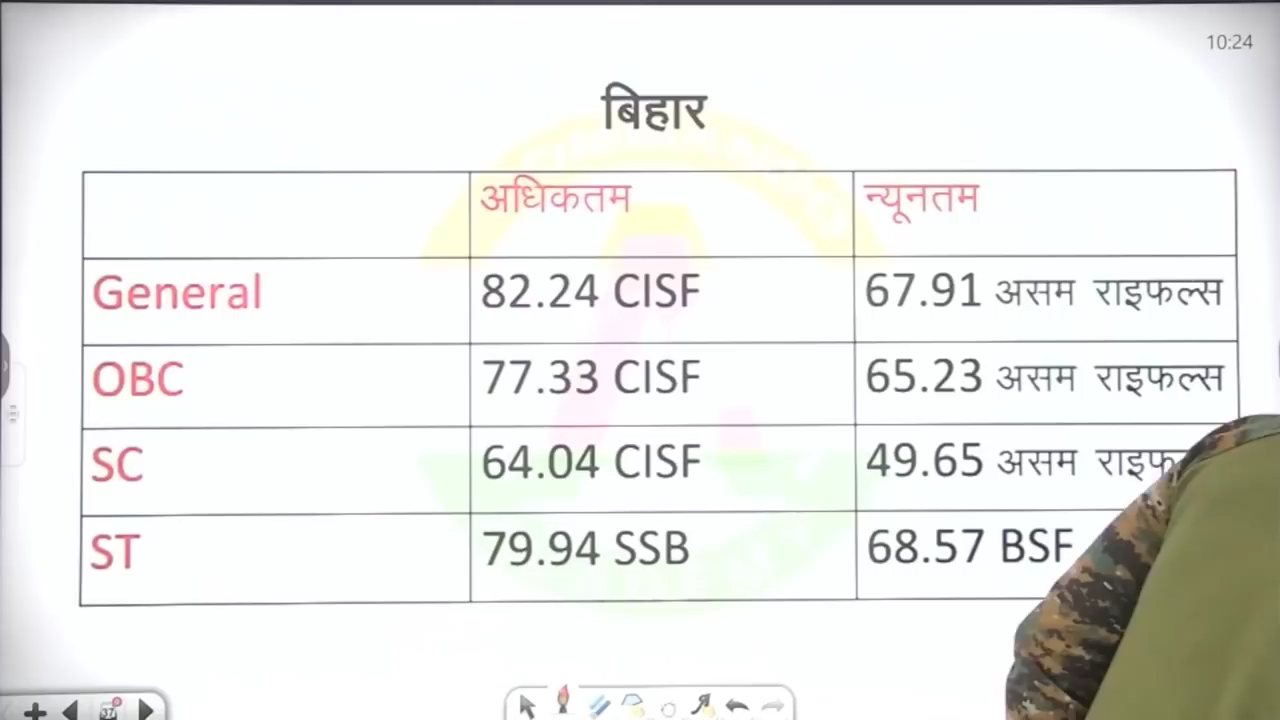 10:24
बिहार
अधिकतम न्यूनतम
General 82.24 CISF 67.91 असम राइफल्स
OBC 77.33 CISF 65.23 असम राइफल्स
SC 64.04 CISF 49.65 असम
ST 79.94 SSB 68.57 BSF
37